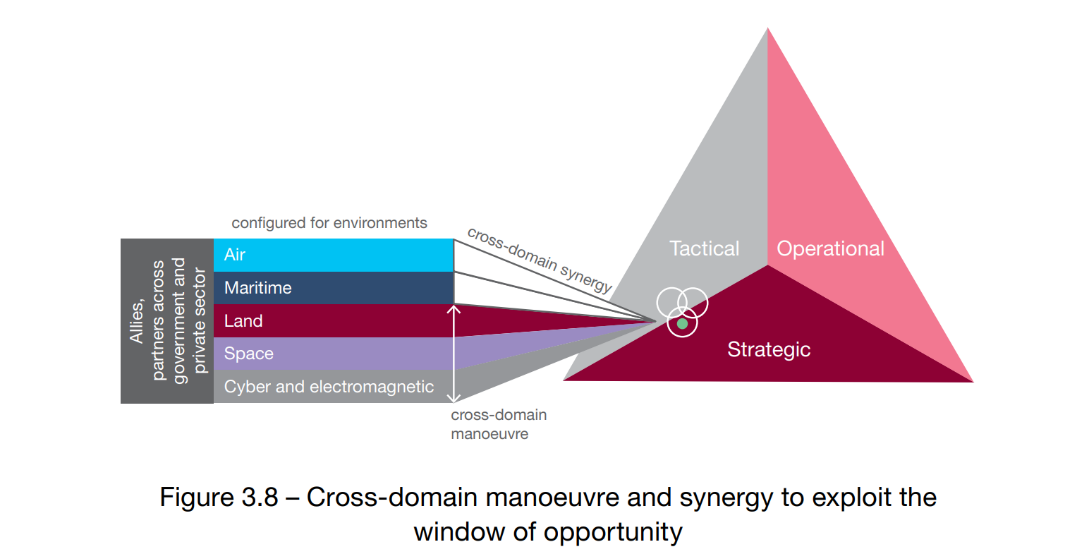 configured for environments
Allies,
partners across
government and
private sector
Air
Maritime
Land
Space
Cyber and electromagnetic
cross-domain synergy
cross-domain
manoeuvre
Tactical
Operational
Strategic
Figure 3.8 – Cross-domain manoeuvre and synergy to exploit the
window of opportunity